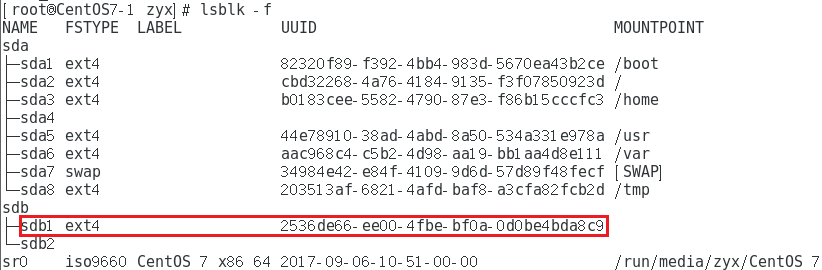 [root@CentOS7-1 zyx]# lsblk -f
NAME FSTYPE LABEL UUID MOUNTPOINT
sda
├─sda1 ext4 82320f89-f392-4bb4-983d-5670ea43b2ce /boot
├─sda2 ext4 cbd32268-4a76-4184-9135-f3f07850923d /
├─sda3 ext4 b0183cee-5582-4790-87e3-f86b15cccfc3 /home
├─sda4
├─sda5 ext4 44e78910-38ad-4abd-8a50-534a331e978a /usr
├─sda6 ext4 aac968c4-c5b2-4d98-aa19-bb1aa4d8e111 /var
├─sda7 swap 34984e42-e84f-4109-9d6d-57d89f48fecf [SWAP]
└─sda8 ext4 203513af-6821-4afd-baf8-a3cfa82fcb2d /tmp
sdb
├─sdb1 ext4 2536de66-ee00-4fbe-bf0a-0d0be4bda8c9
└─sdb2
sr0 iso9660 CentOS 7 x86_64 2017-09-06-10-51-00-00 /run/media/zyx/CentOS 7